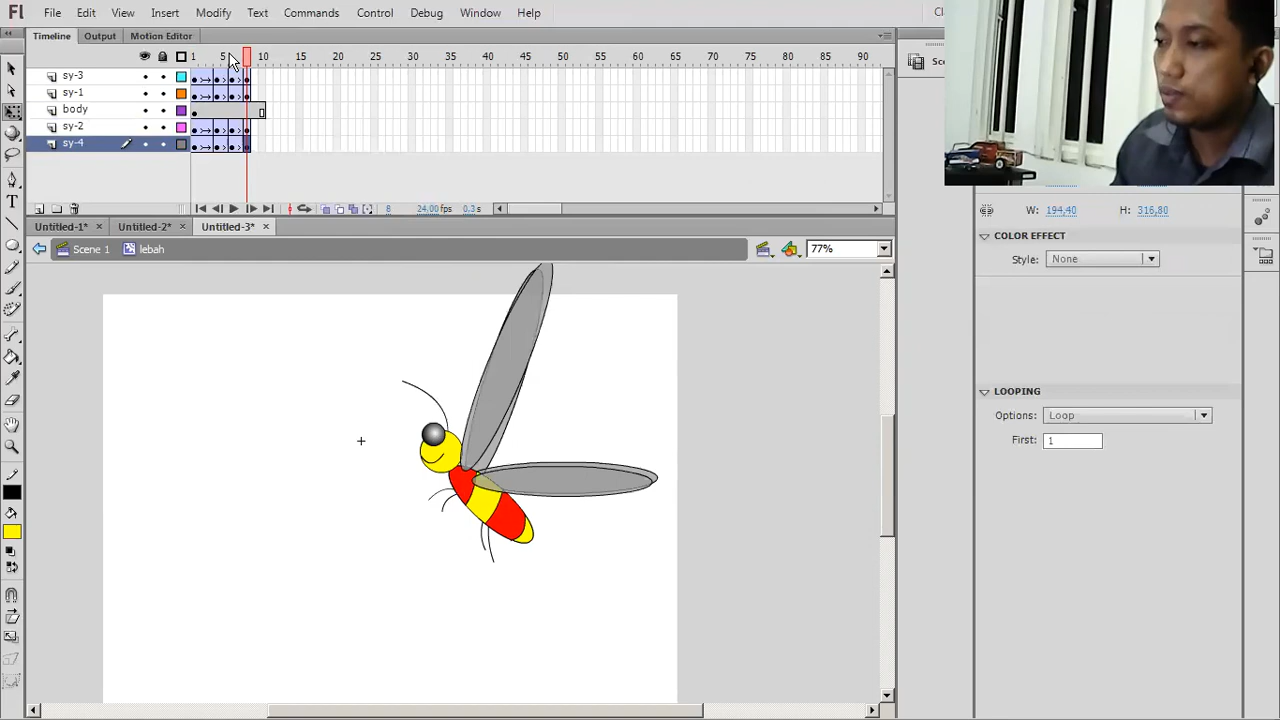 Fl File Edit View Insert Modify Text Commands Control Debug Window Help
Timeline Output Motion Editor
1 5 10 15 20 25 30 35 40 45 50 55 60 65 70 75 80 85 90
sy-3
sy-1
body
sy-2
sy-4
8 24,00 fps 0,3 s
W: 194,40 H: 316,80
Untitled-1* × Untitled-2* × Untitled-3* ×
COLOR EFFECT
Scene 1 lebah 77%
Style: None
LOOPING
Options: Loop
First: 1